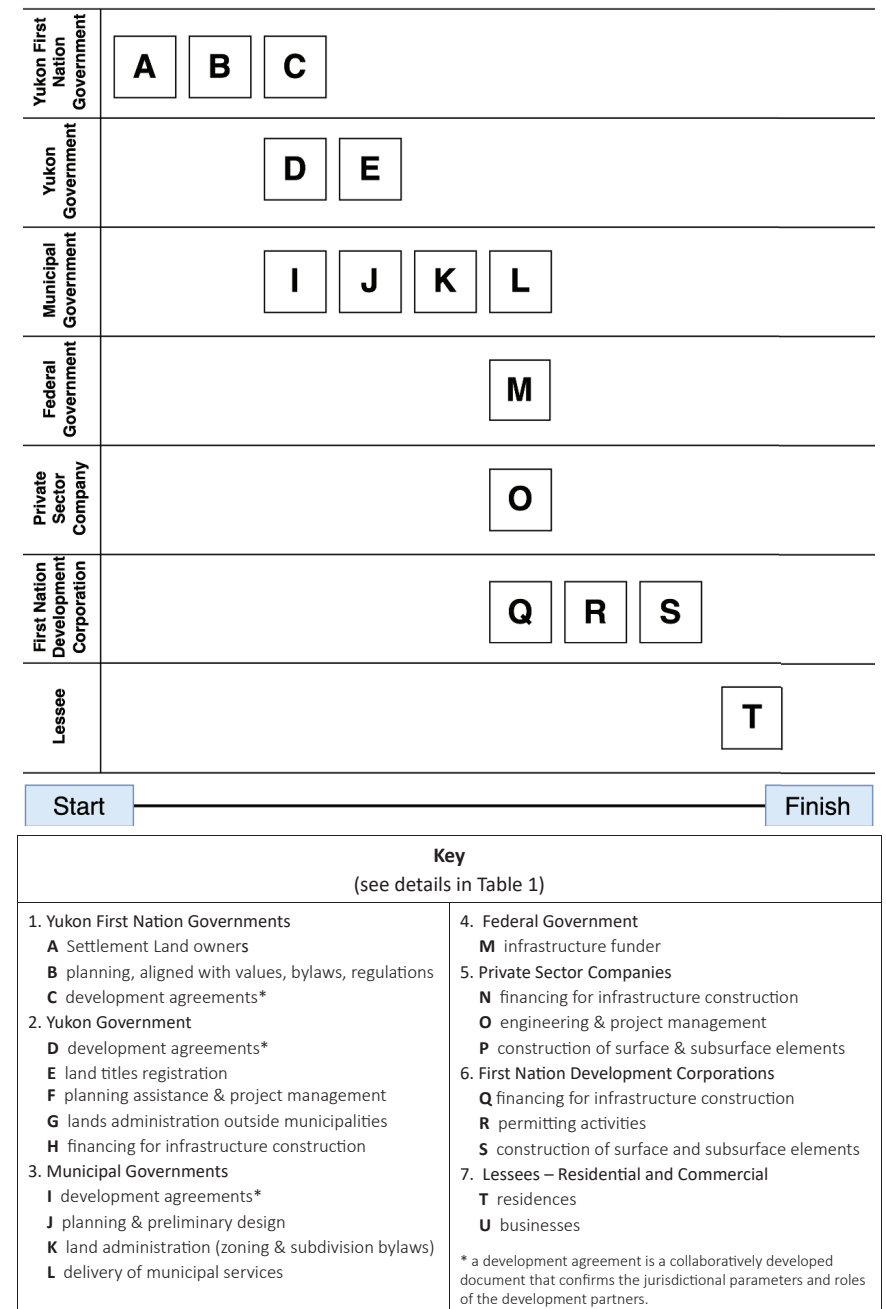 Yukon First
Nation
Government
A B C
Yukon
Government
D E
Municipal
Government
I J K L
Federal
Government
M
Private
Sector
Company
O
First Nation
Development
Corporation
Q R S
Lessee
T
Start Finish
Key
(see details in Table 1)
1. Yukon First Nation Governments
A Settlement Land owners
B planning, aligned with values, bylaws, regulations
C development agreements*
2. Yukon Government
D development agreements*
E land titles registration
F planning assistance & project management
G lands administration outside municipalities
H financing for infrastructure construction
3. Municipal Governments
I development agreements*
J planning & preliminary design
K land administration (zoning & subdivision bylaws)
L delivery of municipal services
4. Federal Government
M infrastructure funder
5. Private Sector Companies
N financing for infrastructure construction
O engineering & project management
P construction of surface & subsurface elements
6. First Nation Development Corporations
Q financing for infrastructure construction
R permitting activities
S construction of surface and subsurface elements
7. Lessees – Residential and Commercial
T residences
U businesses
* a development agreement is a collaboratively developed
document that confirms the jurisdictional parameters and roles
of the development partners.